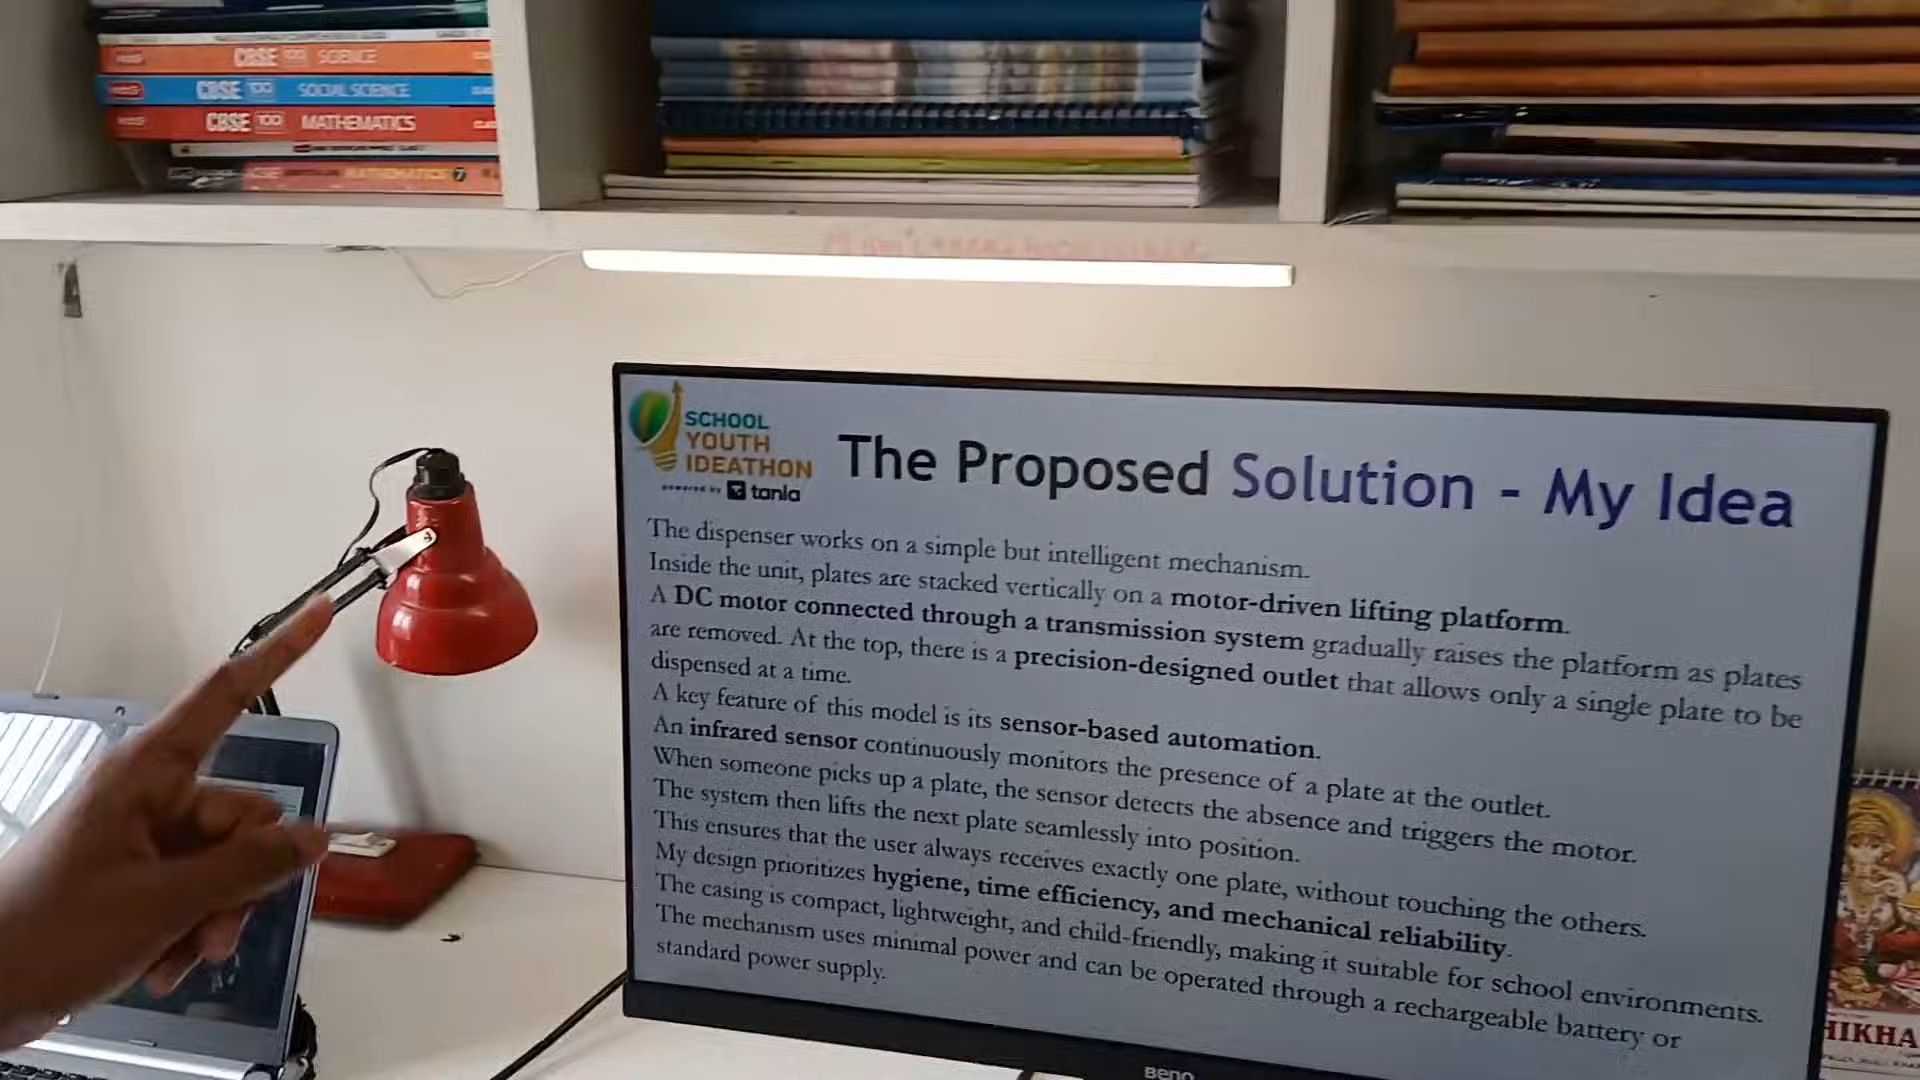 CBSE 100 SCIENCE
CBSE 100 SOCIAL SCIENCE
CBSE 100 MATHEMATICS
MATHEMATICS 7
SCHOOL
YOUTH
IDEATHON
powered by tanla
The Proposed Solution - My Idea
The dispenser works on a simple but intelligent mechanism.
Inside the unit, plates are stacked vertically on a motor-driven lifting platform.
A DC motor connected through a transmission system gradually raises the platform as plates
are removed. At the top, there is a precision-designed outlet that allows only a single plate to be
dispensed at a time.
A key feature of this model is its sensor-based automation.
An infrared sensor continuously monitors the presence of a plate at the outlet.
When someone picks up a plate, the sensor detects the absence and triggers the motor.
The system then lifts the next plate seamlessly into position.
This ensures that the user always receives exactly one plate, without touching the others.
My design prioritizes hygiene, time efficiency, and mechanical reliability.
The casing is compact, lightweight, and child-friendly, making it suitable for school environments.
The mechanism uses minimal power and can be operated through a rechargeable battery or
standard power supply.
BenQ
HIKHA